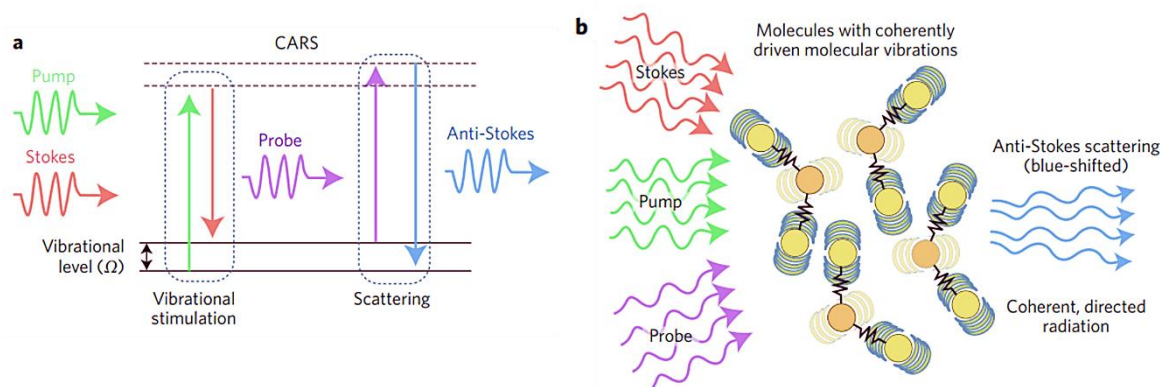 a
CARS
Pump
Stokes
Probe
Anti-Stokes
Vibrational
level (Ω)
Vibrational
stimulation
Scattering
b
Molecules with coherently
driven molecular vibrations
Stokes
Pump
Probe
Anti-Stokes scattering
(blue-shifted)
Coherent, directed
radiation